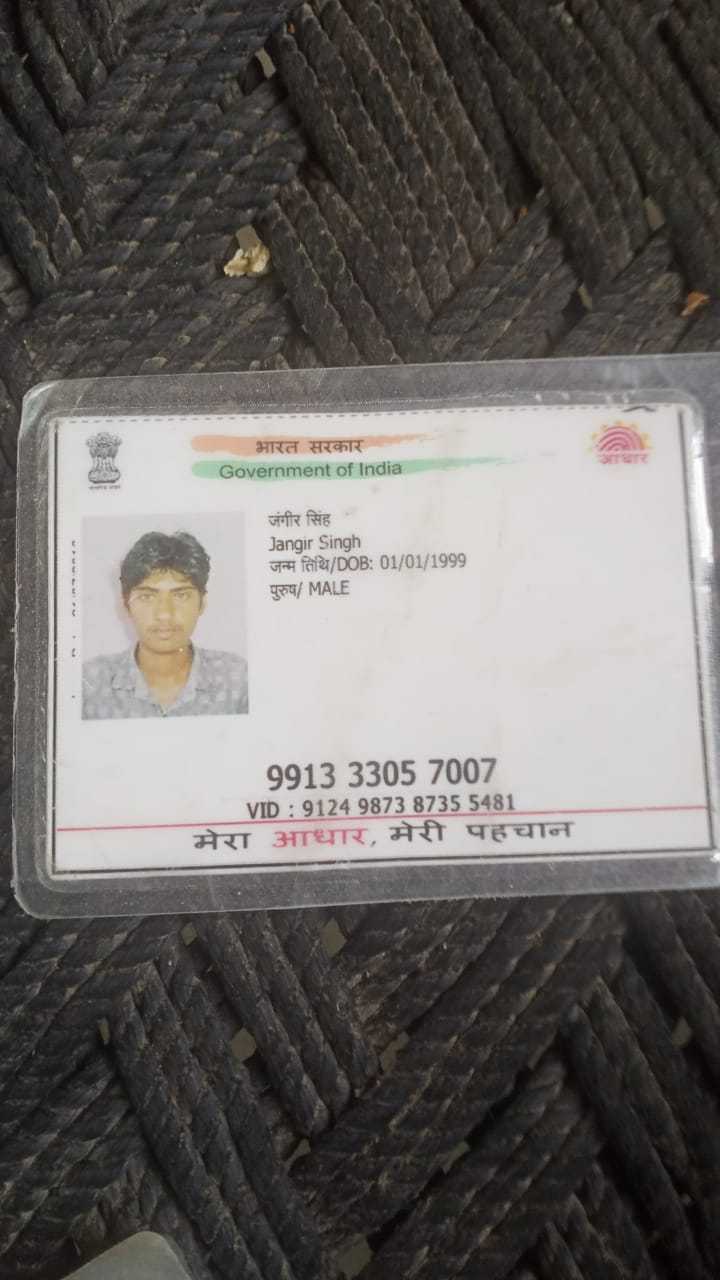 भारत सरकार
Government of India
आधार
जंगीर सिंह
Jangir Singh
जन्म तिथि/DOB: 01/01/1999
पुरुष/ MALE
9913 3305 7007
VID : 9124 9873 8735 5481
मेरा आधार, मेरी पहचान